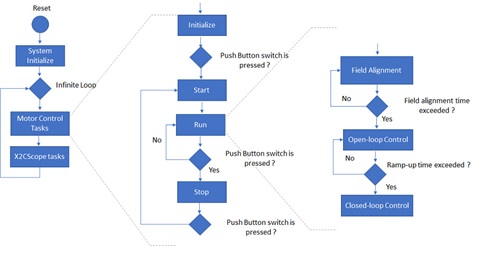 Reset
System
Initialize
Infinite Loop
Motor Control
Tasks
X2CScope tasks
Initialize
Push Button switch is
pressed ?
Start
Run
No
Yes
Push Button switch is
pressed ?
Stop
Push Button switch is
pressed ?
Field Alignment
No
Yes
Field alignment time
exceeded ?
Open-loop Control
No
Ramp-up time exceeded ?
Yes
Closed-loop Control